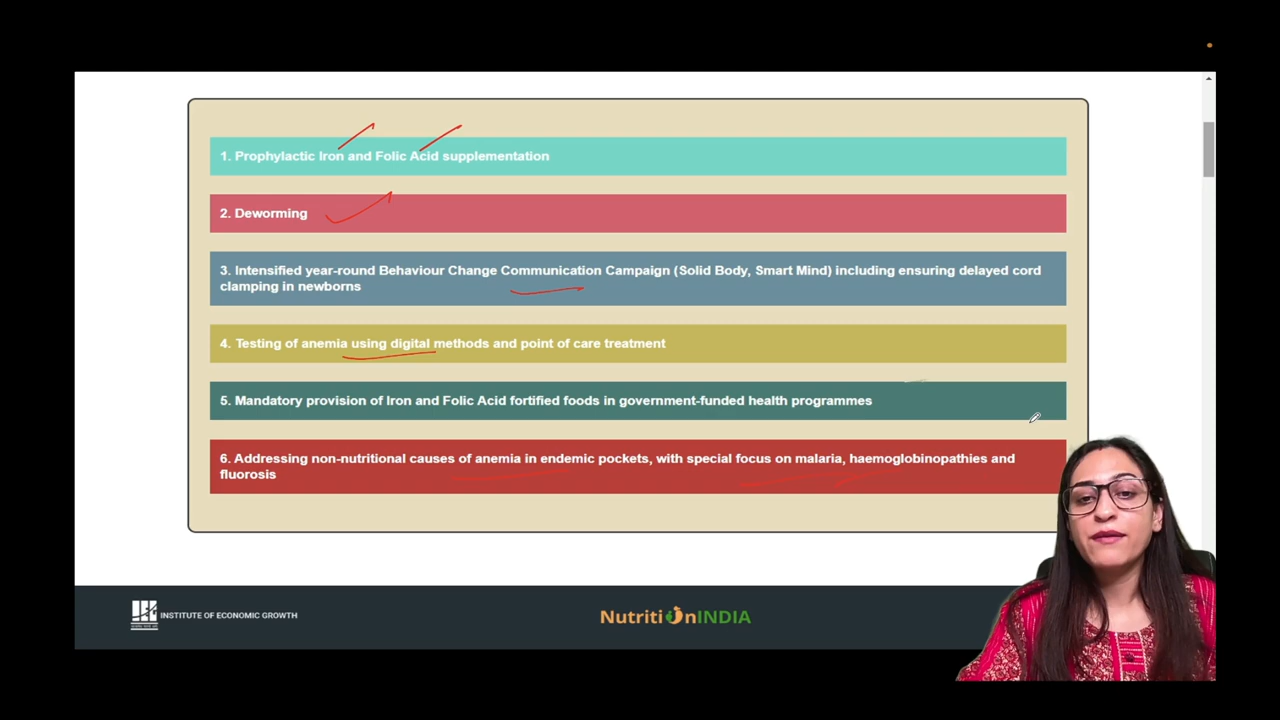 1. Prophylactic Iron and Folic Acid supplementation
2. Deworming
3. Intensified year-round Behaviour Change Communication Campaign (Solid Body, Smart Mind) including ensuring delayed cord
clamping in newborns
4. Testing of anemia using digital methods and point of care treatment
5. Mandatory provision of Iron and Folic Acid fortified foods in government-funded health programmes
6. Addressing non-nutritional causes of anemia in endemic pockets, with special focus on malaria, haemoglobinopathies and
fluorosis
INSTITUTE OF ECONOMIC GROWTH
NutritiOnINDIA